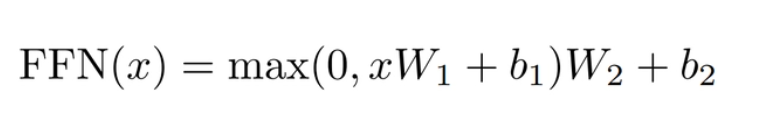 FFN(x) = max(0, xW₁ + b₁)W₂ + b₂